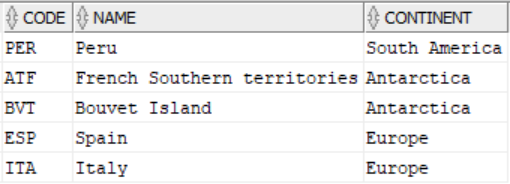 CODE NAME CONTINENT
PER Peru South America
ATF French Southern territories Antarctica
BVT Bouvet Island Antarctica
ESP Spain Europe
ITA Italy Europe